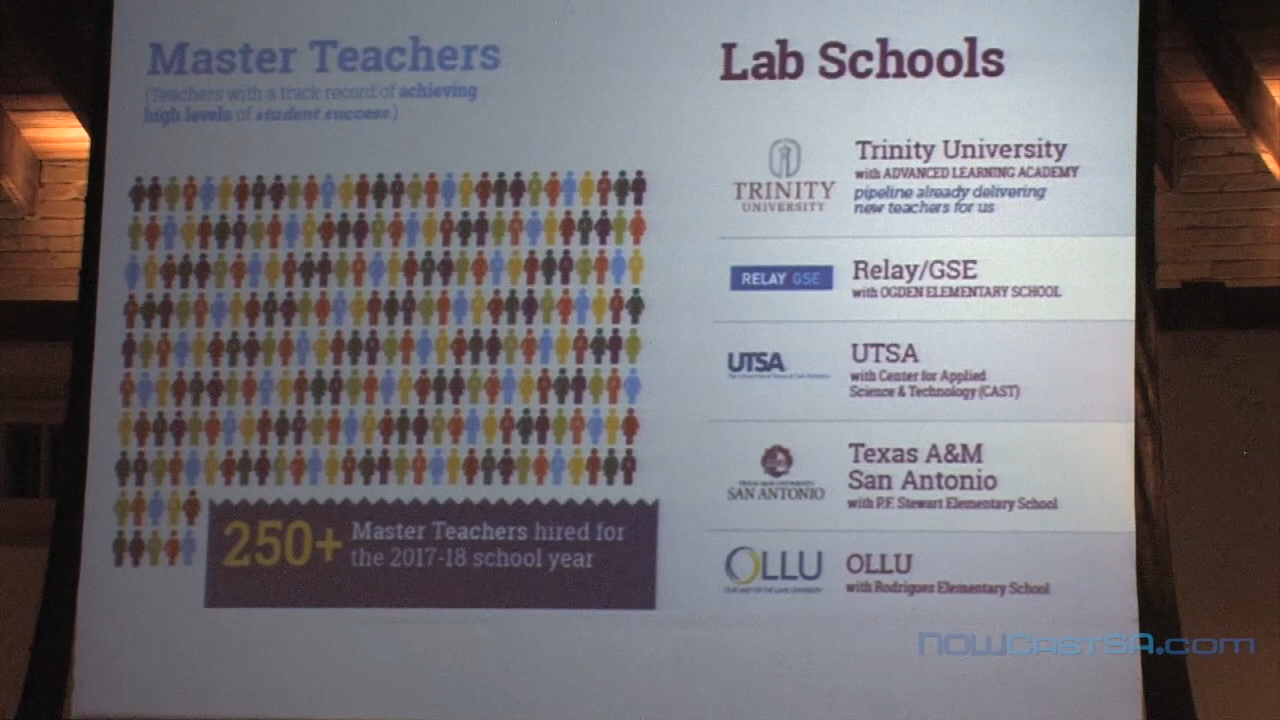 Master Teachers
(Teachers with a track record of achieving
high levels of student success.)
250+
Master Teachers hired for
the 2017-18 school year
Lab Schools
TRINITY
UNIVERSITY
Trinity University
with ADVANCED LEARNING ACADEMY
pipeline already delivering
new teachers for us
RELAY GSE
Relay/GSE
with OGDEN ELEMENTARY SCHOOL
UTSA
UTSA
with Center for Applied
Science & Technology (CAST)
SAN ANTONIO
Texas A&M
San Antonio
with P.F. Stewart Elementary School
OLLU
OLLU
with Rodriguez Elementary School
NOWCastSA.com